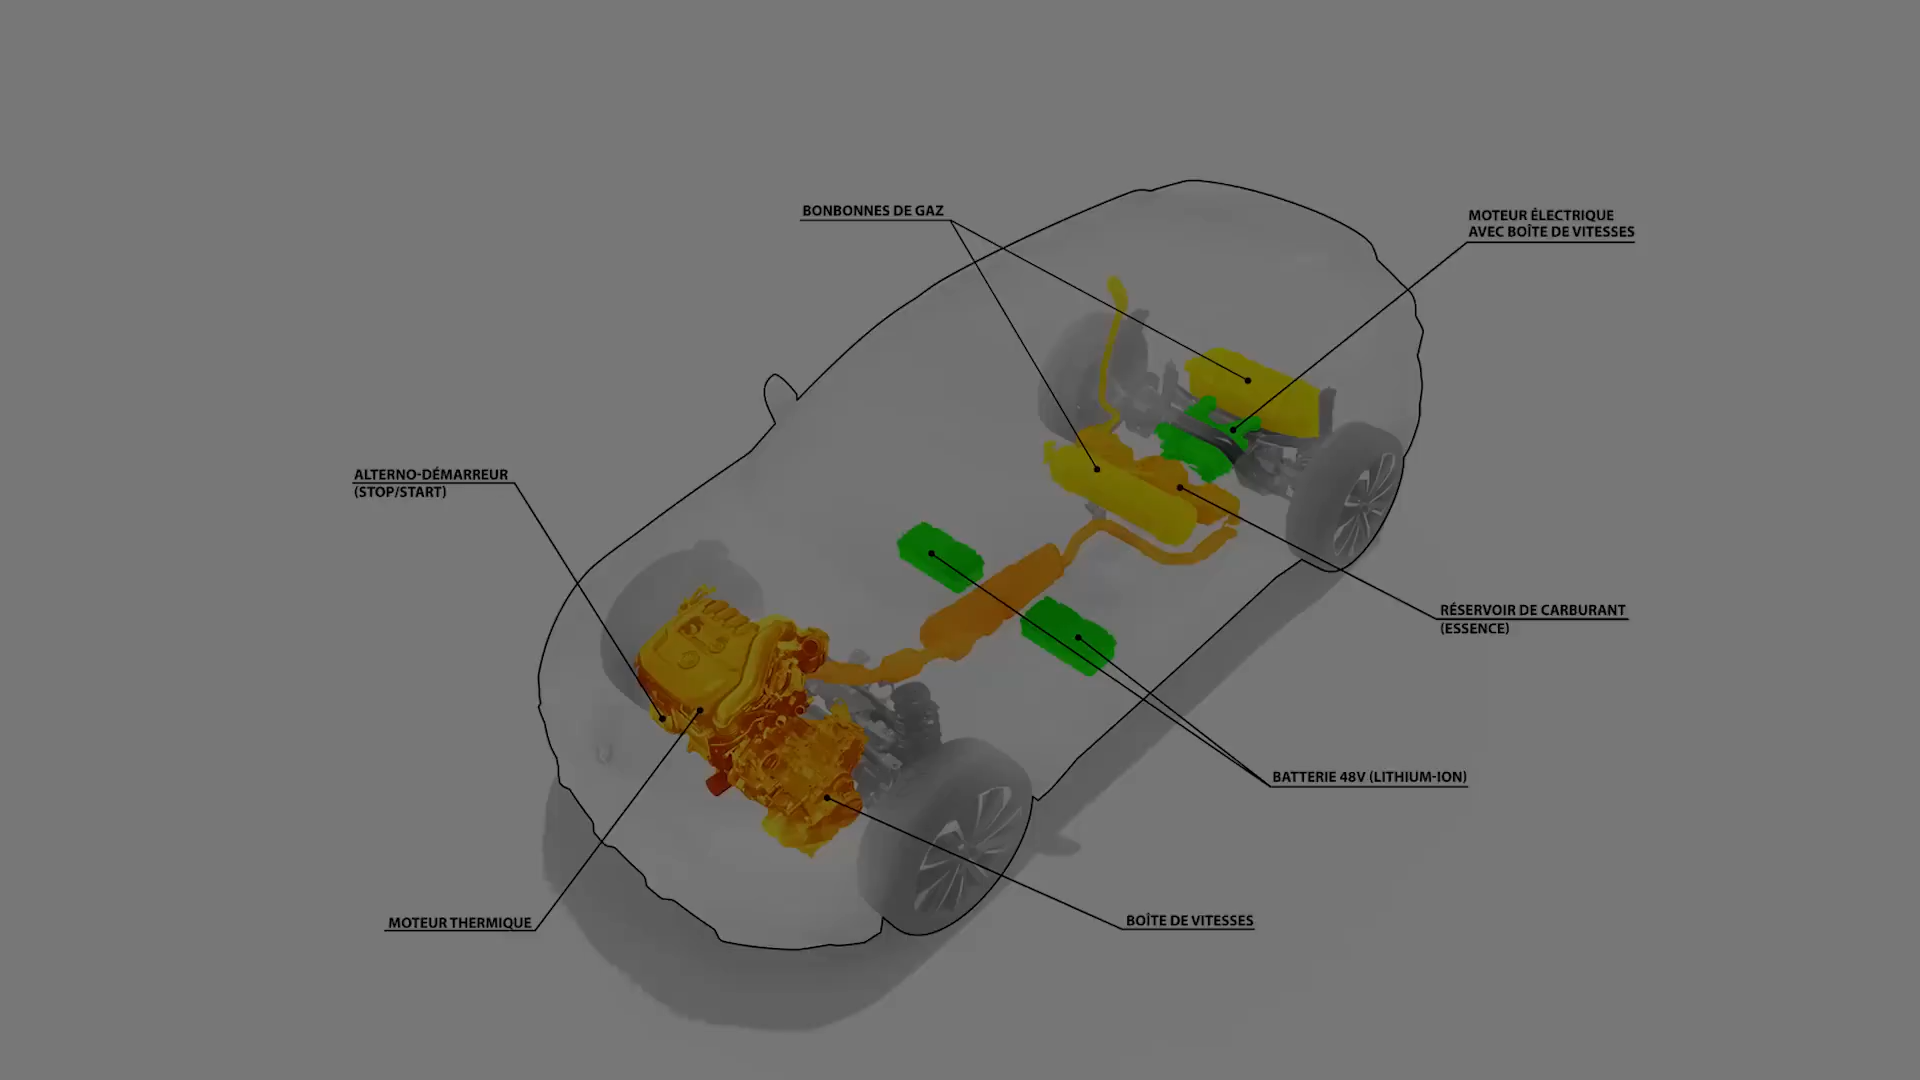 BONBONNES DE GAZ
MOTEUR ÉLECTRIQUE
AVEC BOÎTE DE VITESSES
ALTERNO-DÉMARREUR
(STOP/START)
RÉSERVOIR DE CARBURANT
(ESSENCE)
BATTERIE 48V (LITHIUM-ION)
MOTEUR THERMIQUE
BOÎTE DE VITESSES